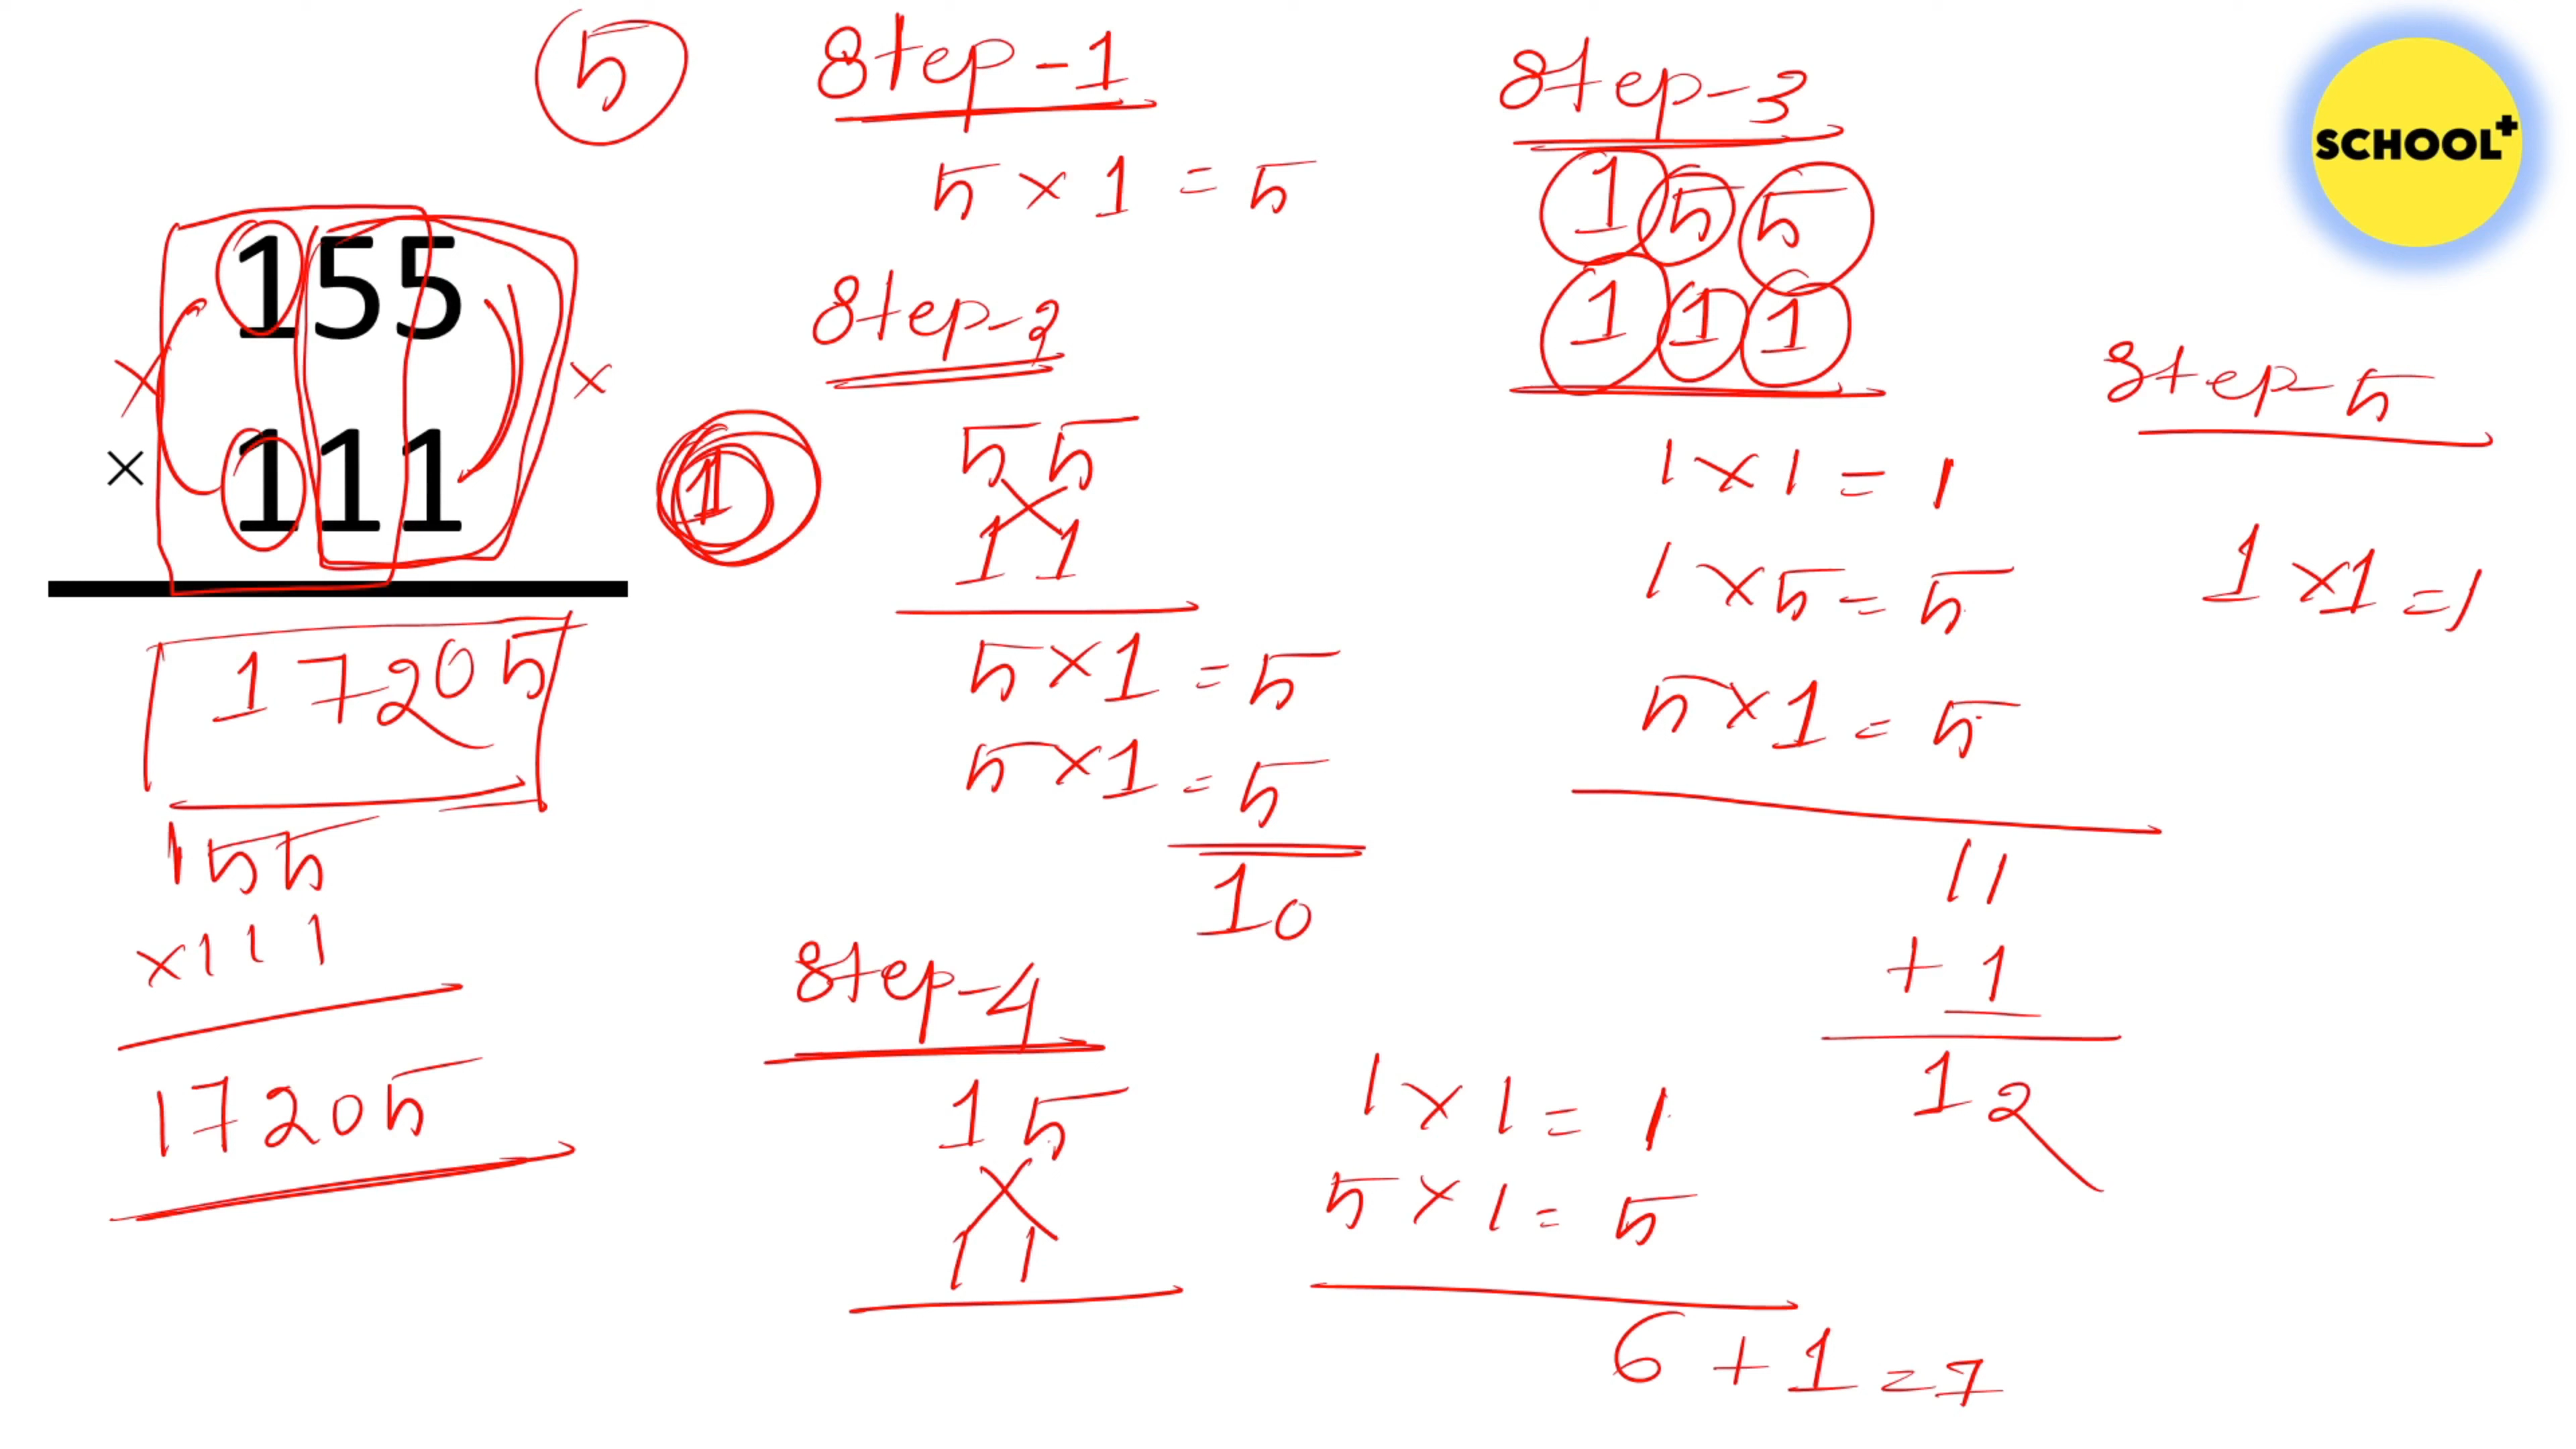 5
155
× 111
17205
155
×111
17205
Step-1
5 × 1 = 5
Step-2
1
55
11
5×1 = 5
5×1 = 5
10
Step-3
155
111
1×1 = 1
1×5 = 5
5×1 = 5
11
+ 1
12
Step-4
15
11
1×1 = 1
5×1 = 5
6+1=7
Step-5
1×1=1
×
×
SCHOOL+